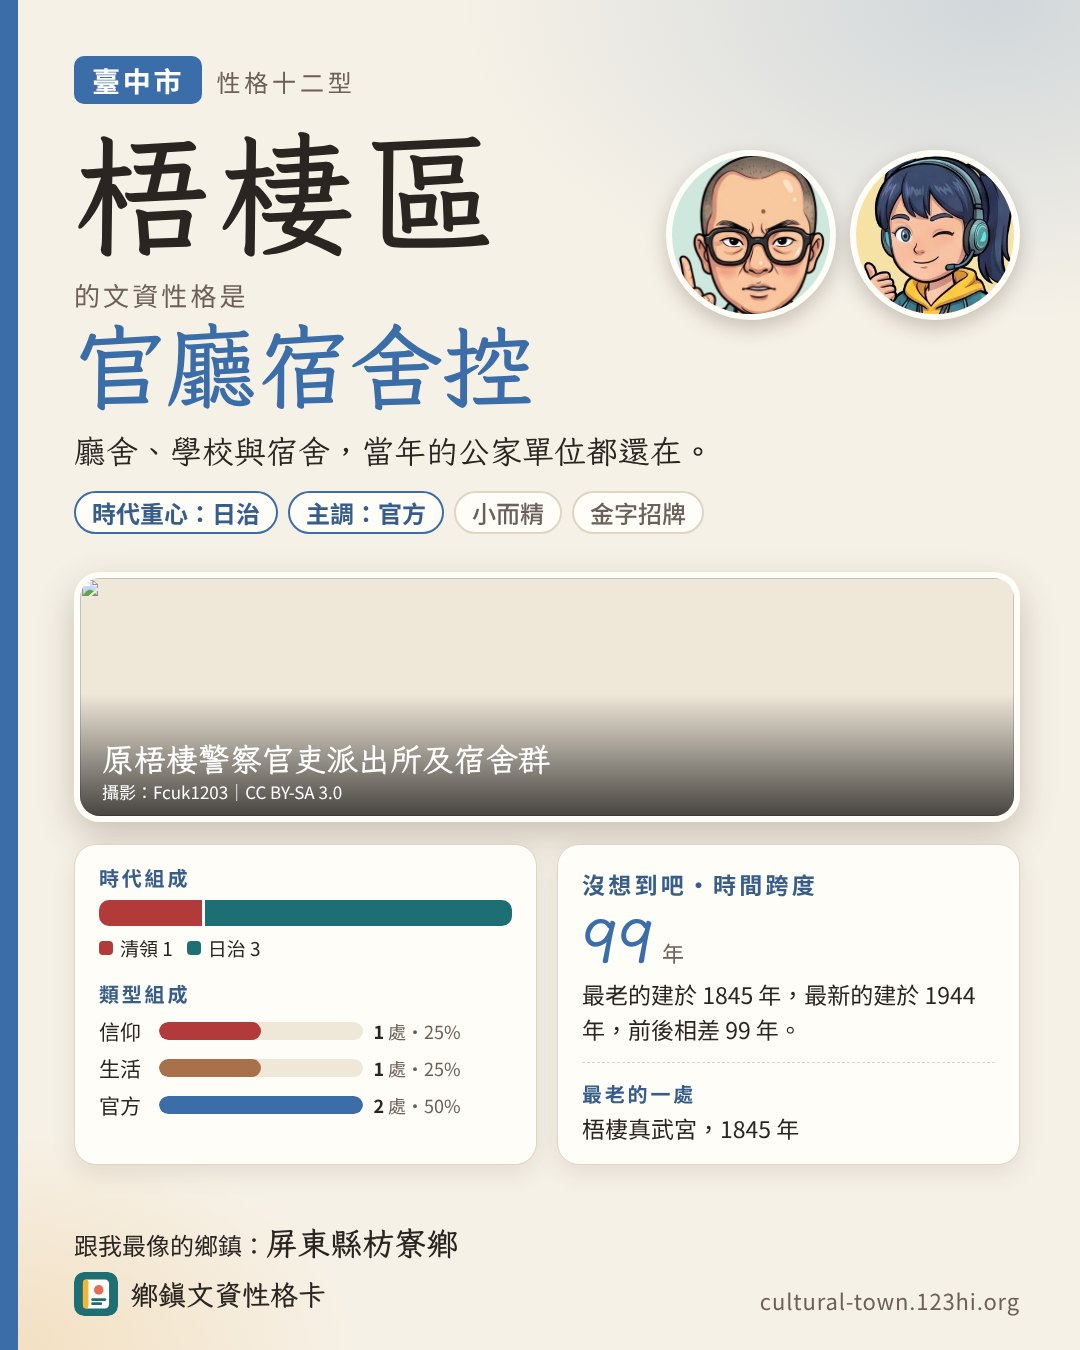 臺中市 性格十二型
梧棲區
的文資性格是
官廳宿舍控
廳舍、學校與宿舍，當年的公家單位都還在。
時代重心：日治 主調：官方 小而精 金字招牌
原梧棲警察官吏派出所及宿舍群
攝影：Fcuk1203｜CC BY-SA 3.0
時代組成
清領 1 日治 3
類型組成
信仰 1 處・25%
生活 1 處・25%
官方 2 處・50%
沒想到吧・時間跨度
99 年
最老的建於 1845 年，最新的建於 1944
年，前後相差 99 年。
最老的一處
梧棲真武宮，1845 年
跟我最像的鄉鎮：屏東縣枋寮鄉
鄉鎮文資性格卡
cultural-town.123hi.org